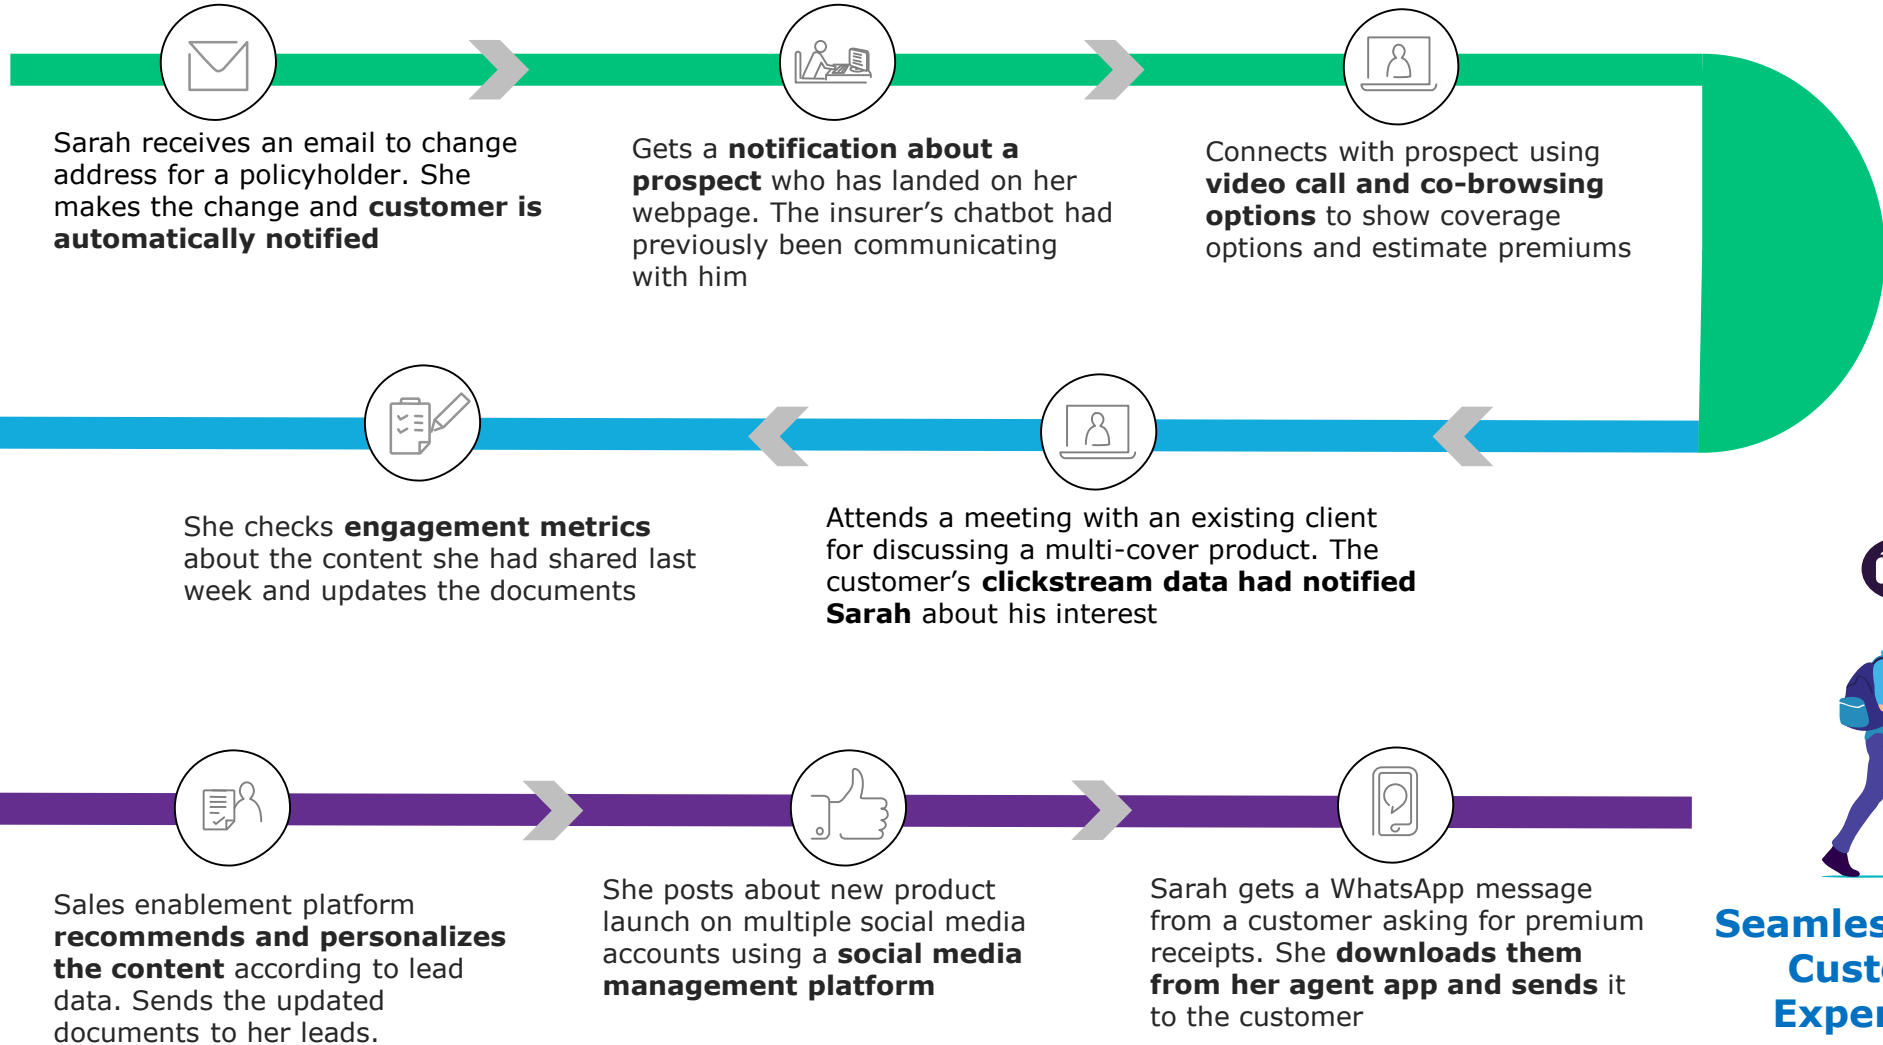 Sarah receives an email to change
address for a policyholder. She
makes the change and customer is
automatically notified
Gets a notification about a
prospect who has landed on her
webpage. The insurer’s chatbot had
previously been communicating
with him
Connects with prospect using
video call and co-browsing
options to show coverage
options and estimate premiums
Attends a meeting with an existing client
for discussing a multi-cover product. The
customer’s clickstream data had notified
Sarah about his interest
She checks engagement metrics
about the content she had shared last
week and updates the documents
Sales enablement platform
recommends and personalizes
the content according to lead
data. Sends the updated
documents to her leads.
She posts about new product
launch on multiple social media
accounts using a social media
management platform
Sarah gets a WhatsApp message
from a customer asking for premium
receipts. She downloads them
from her agent app and sends it
to the customer